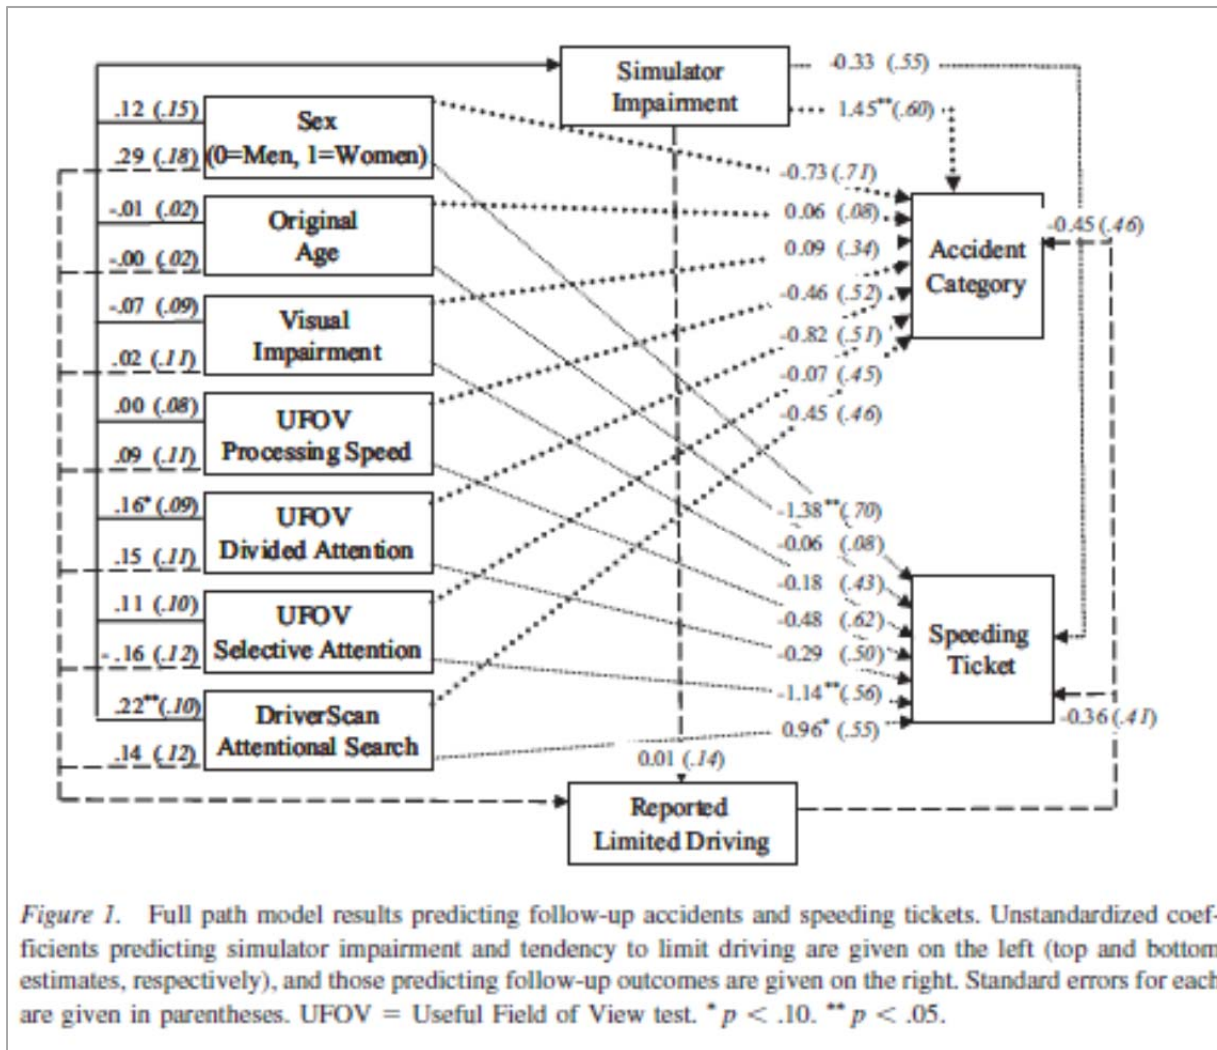 Simulator
Impairment
-0.33 (.55)
1.45**(.60)
.12 (.15)
.29 (.18)
Sex
(0=Men, 1=Women)
-.01 (.02)
-.00 (.02)
Original
Age
-.07 (.09)
.02 (.11)
Visual
Impairment
.00 (.08)
.09 (.11)
UFOV
Processing Speed
.16*(.09)
.15 (.11)
UFOV
Divided Attention
.11 (.10)
-.16 (.12)
UFOV
Selective Attention
.22**(.10)
.14 (.12)
DriverScan
Attentional Search
-0.73 (.71)
0.06 (.08)
0.09 (.34)
-0.46 (.52)
-0.82 (.51)
-0.07 (.45)
-0.45 (.46)
Accident
Category
-0.45 (.46)
-1.38**(.70)
-0.06 (.08)
-0.18 (.43)
-0.48 (.62)
-0.29 (.50)
-1.14**(.56)
0.96* (.55)
Speeding
Ticket
-0.36 (.41)
0.01 (.14)
Reported
Limited Driving
Figure 1. Full path model results predicting follow-up accidents and speeding tickets. Unstandardized coef-
ficients predicting simulator impairment and tendency to limit driving are given on the left (top and bottom
estimates, respectively), and those predicting follow-up outcomes are given on the right. Standard errors for each
are given in parentheses. UFOV = Useful Field of View test. * p < .10. ** p < .05.